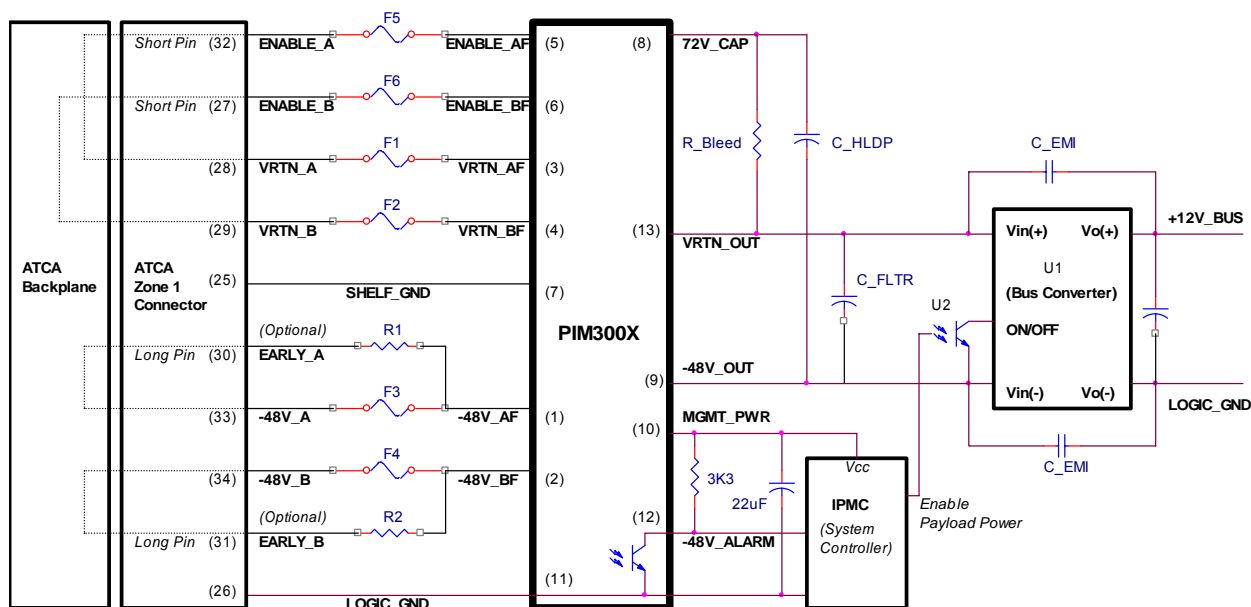 F5
Short Pin (32) ENABLE_A ENABLE_AF (5) (8) 72V_CAP
F6
Short Pin (27) ENABLE_B ENABLE_BF (6)
R_Bleed C_HLDP C_EMI
F1
(28) VRTN_A VRTN_AF (3)
F2
(29) VRTN_B VRTN_BF (4) (13) VRTN_OUT
+12V_BUS
Vin(+) Vo(+)
ATCA
Backplane
ATCA
Zone 1
Connector
(25) SHELF_GND (7)
C_FLTR
U1
(Bus Converter)
U2
ON/OFF
PIM300X
(Optional) R1
Long Pin (30) EARLY_A
(9) -48V_OUT
Vin(-) Vo(-)
LOGIC_GND
F3
(33) -48V_A -48V_AF (1)
(10) MGMT_PWR
C_EMI
F4
(34) -48V_B -48V_BF (2)
3K3 22uF
Vcc
IPMC
(System
Controller)
Enable
Payload Power
(Optional) R2
Long Pin (31) EARLY_B
(12) -48V_ALARM
(26) LOGIC_GND (11)